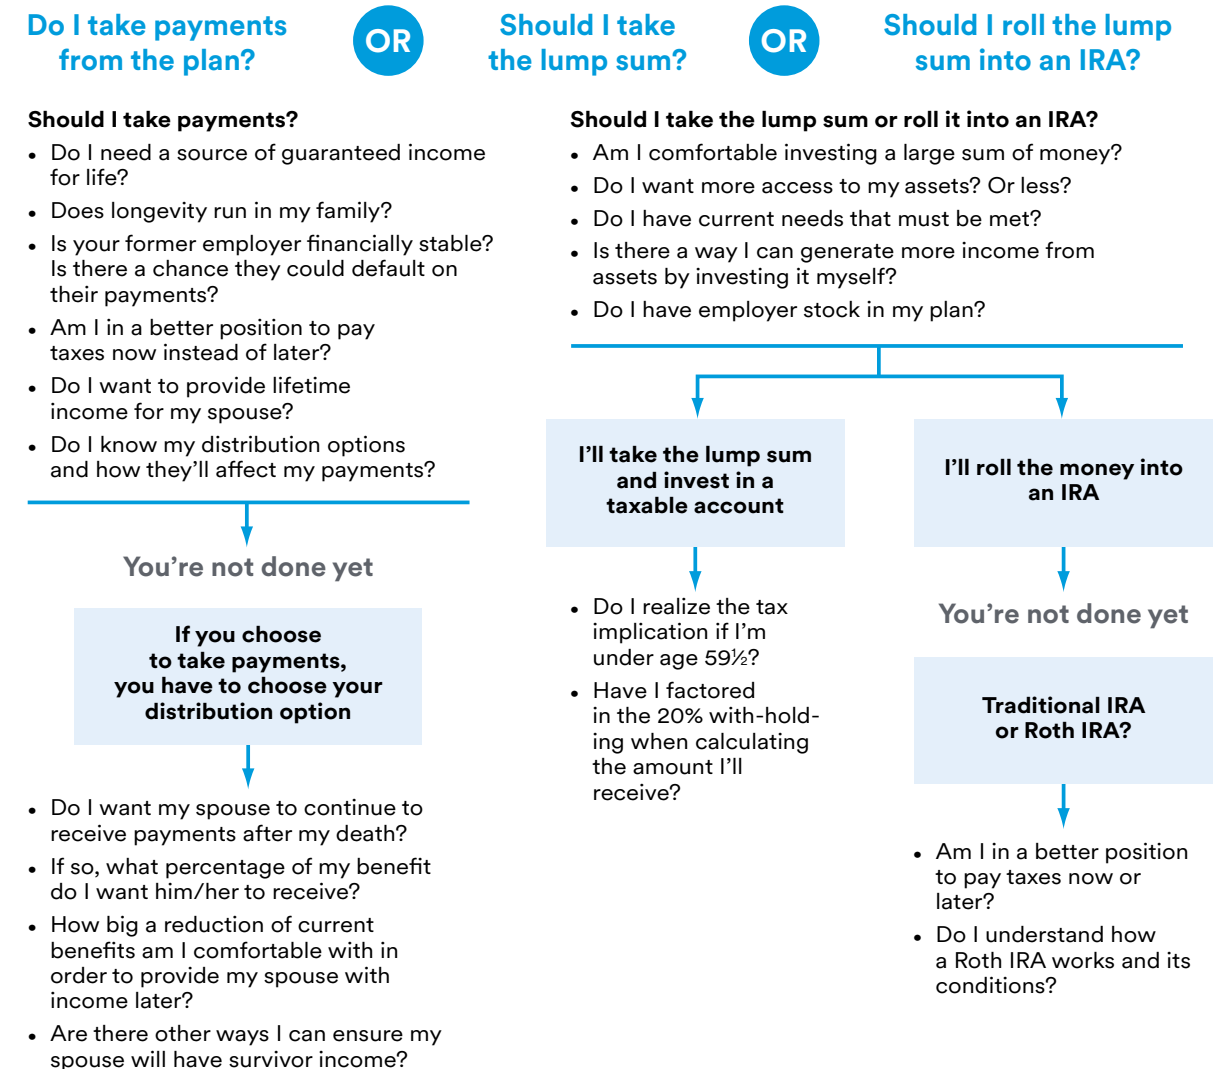 Do I take payments
from the plan?
OR
Should I take
the lump sum?
OR
Should I roll the lump
sum into an IRA?
Should I take payments?
• Do I need a source of guaranteed income
for life?
• Does longevity run in my family?
• Is your former employer financially stable?
Is there a chance they could default on
their payments?
• Am I in a better position to pay
taxes now instead of later?
• Do I want to provide lifetime
income for my spouse?
• Do I know my distribution options
and how they’ll affect my payments?
You’re not done yet
If you choose
to take payments,
you have to choose your
distribution option
• Do I want my spouse to continue to
receive payments after my death?
• If so, what percentage of my benefit
do I want him/her to receive?
• How big a reduction of current
benefits am I comfortable with in
order to provide my spouse with
income later?
• Are there other ways I can ensure my
spouse will have survivor income?
Should I take the lump sum or roll it into an IRA?
• Am I comfortable investing a large sum of money?
• Do I want more access to my assets? Or less?
• Do I have current needs that must be met?
• Is there a way I can generate more income from
assets by investing it myself?
• Do I have employer stock in my plan?
I’ll take the lump sum
and invest in a
taxable account
• Do I realize the tax
implication if I’m
under age 59½?
• Have I factored
in the 20% with-hold-
ing when calculating
the amount I’ll
receive?
I’ll roll the money into
an IRA
You’re not done yet
Traditional IRA
or Roth IRA?
• Am I in a better position
to pay taxes now or
later?
• Do I understand how
a Roth IRA works and its
conditions?